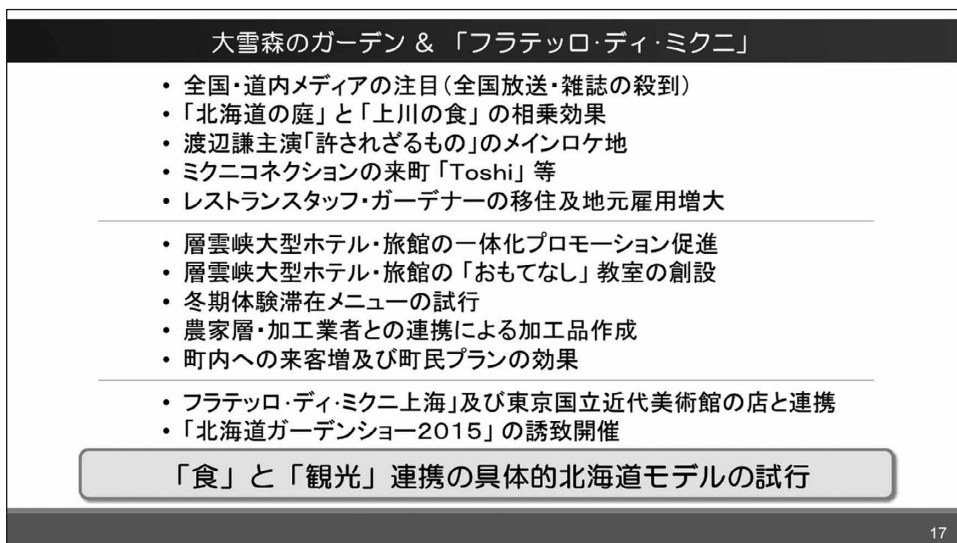 大雪森のガーデン & 「フラテッロ・ディ・ミクニ」
• 全国・道内メディアの注目(全国放送・雑誌の殺到)
• 「北海道の庭」と「上川の食」の相乗効果
• 渡辺謙主演「許されざるもの」のメインロケ地
• ミクニコネクションの来町「Toshi」等
• レストランスタッフ・ガーデナーの移住及地元雇用増大
• 層雲峡大型ホテル・旅館の一体化プロモーション促進
• 層雲峡大型ホテル・旅館の「おもてなし」教室の創設
• 冬期体験滞在メニューの試行
• 農家層・加工業者との連携による加工品作成
• 町内への来客増及び町民プランの効果
• フラテッロ・ディ・ミクニ上海」及び東京国立近代美術館の店と連携
• 「北海道ガーデンショー2015」の誘致開催
「食」と「観光」連携の具体的北海道モデルの試行
17